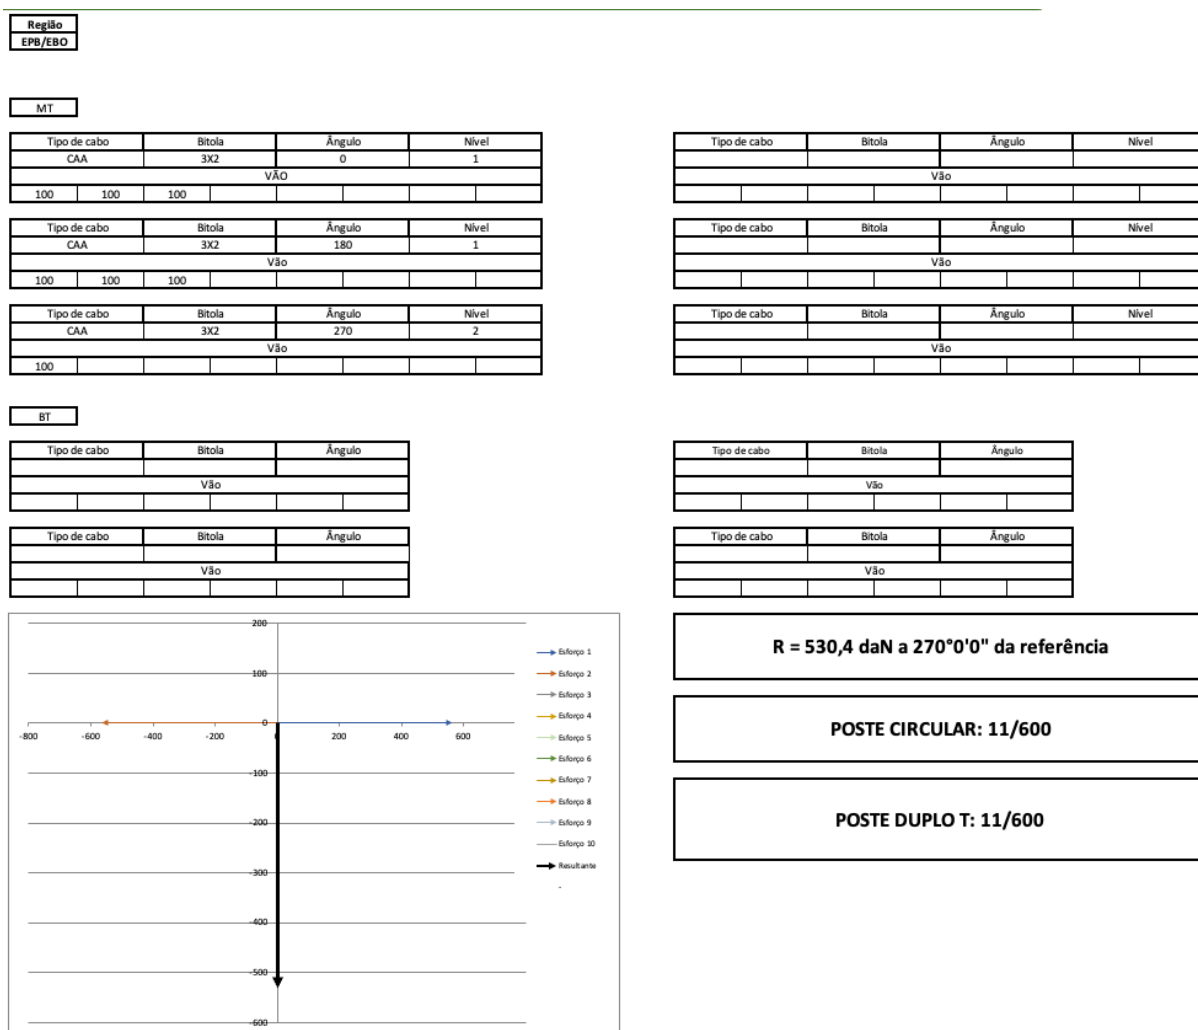 Região
EPB/EBO
MT
Tipo de cabo Bitola Ângulo Nível
CAA 3X2 0 1
VÃO
100 100 100
Tipo de cabo Bitola Ângulo Nível
Vão
Tipo de cabo Bitola Ângulo Nível
CAA 3X2 180 1
Vão
100 100 100
Tipo de cabo Bitola Ângulo Nível
Vão
Tipo de cabo Bitola Ângulo Nível
CAA 3X2 270 2
Vão
100
Tipo de cabo Bitola Ângulo Nível
Vão
BT
Tipo de cabo Bitola Ângulo
Vão
Tipo de cabo Bitola Ângulo
Vão
Tipo de cabo Bitola Ângulo
Vão
Tipo de cabo Bitola Ângulo
Vão
200
100
0
-800 -600 -400 -200 200 400 600
-100
-200
-300
-400
-500
-600
Esforço 1
Esforço 2
Esforço 3
Esforço 4
Esforço 5
Esforço 6
Esforço 7
Esforço 8
Esforço 9
Esforço 10
Resultante
-
R = 530,4 daN a 270°0'0" da referência
POSTE CIRCULAR: 11/600
POSTE DUPLO T: 11/600